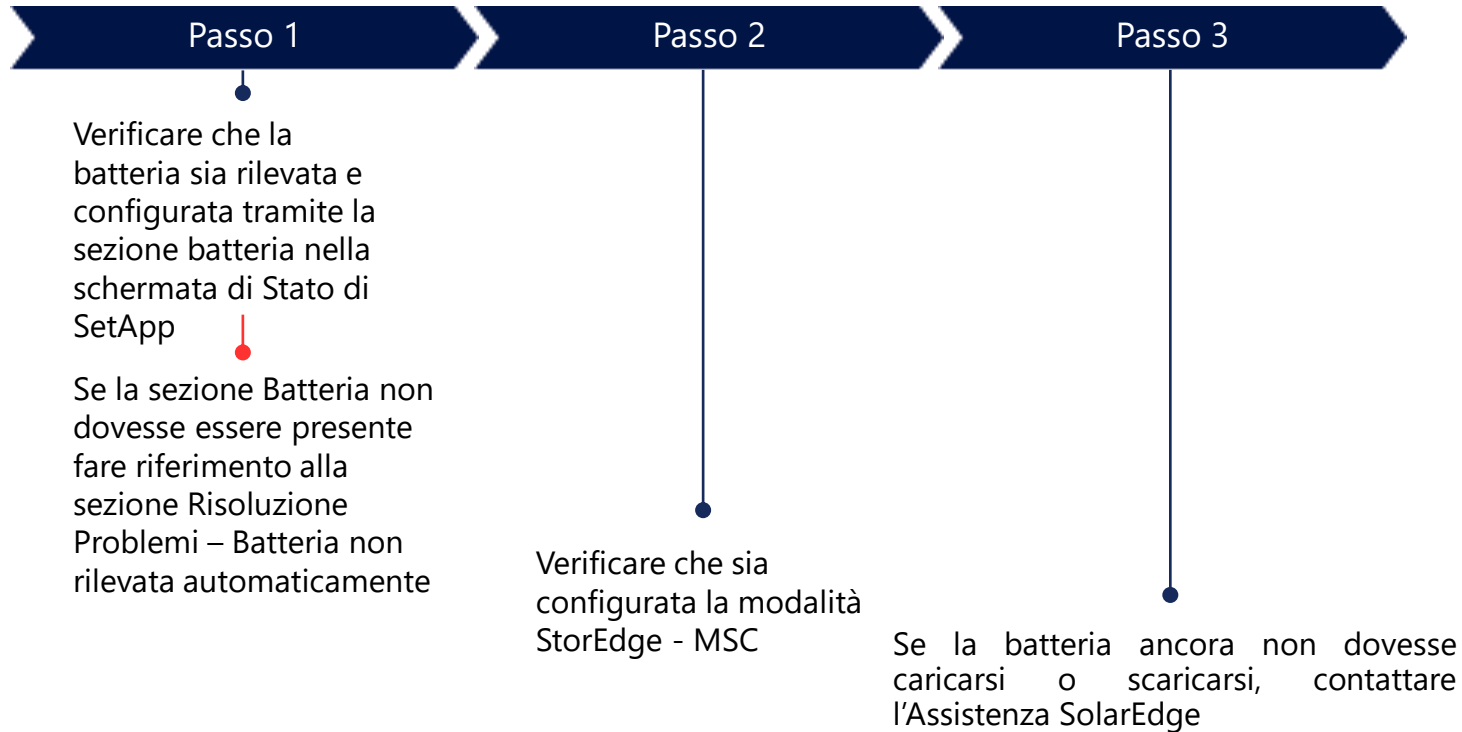 Passo 1
Passo 2
Passo 3
Verificare che la
batteria sia rilevata e
configurata tramite la
sezione batteria nella
schermata di Stato di
SetApp
Se la sezione Batteria non
dovesse essere presente
fare riferimento alla
sezione Risoluzione
Problemi – Batteria non
rilevata automaticamente
Verificare che sia
configurata la modalità
StorEdge - MSC
Se la batteria ancora non dovesse
caricarsi o scaricarsi, contattare
l’Assistenza SolarEdge